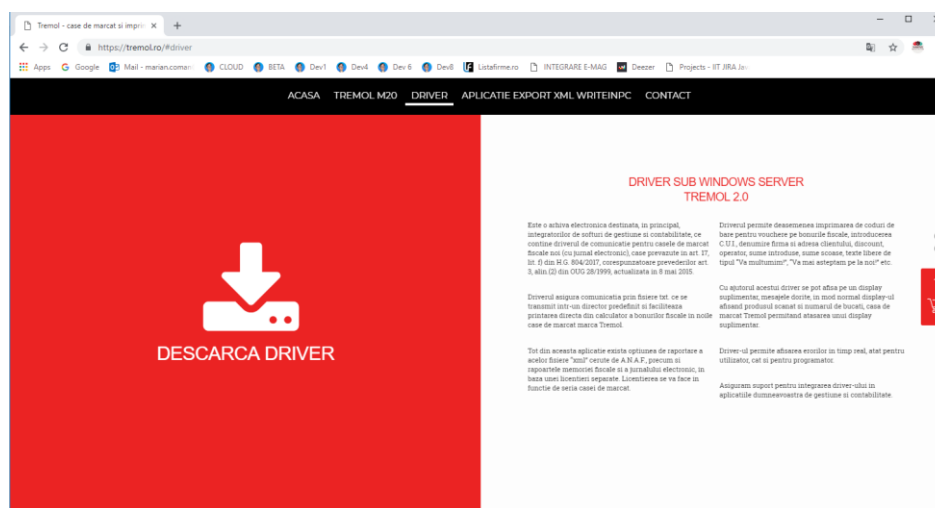 Tremol - case de marcat si imprim
https://tremol.ro/#driver
Apps Google Mail - marian.coman CLOUD BETA Dev1 Dev4 Dev 6 Dev8 Listafirme.ro INTEGRARE E-MAG Deezer Projects - IIT JIRA Jav
ACASA TREMOL M20 DRIVER APLICATIE EXPORT XML WRITEINPC CONTACT
DESCARCA DRIVER
DRIVER SUB WINDOWS SERVER
TREMOL 2.0
Este o arhiva electronica destinata, in principal,
integratorilor de softuri de gestiune si contabilitate, ce
contine driverul de comunicatie pentru casele de marcat
fiscale noi (cu jurnal electronic), case prevazute in art. 17,
lit. f) din H.G. 804/2017, corespunzatoare prevederilor art.
3, alin (2) din OUG 28/1999, actualizata in 8 mai 2015.
Driverul asigura comunicatia prin fisiere txt. ce se
transmit intr-un director predefinit si faciliteaza
printarea directa din calculator a bonurilor fiscale in noile
case de marcat marca Tremol.
Tot din aceasta aplicatie exista optiunea de raportare a
acelor fisiere "xml" cerute de A.N.A.F., precum si
rapoartele memoriei fiscale si a jurnalului electronic, in
baza unei licentieri separate. Licentierea se va face in
functie de seria casei de marcat.
Driverul permite deasemenea imprimarea de coduri de
bare pentru vouchere pe bonurile fiscale, introducerea
C.U.I., denumire firma si adresa clientului, discount,
operator, sume introduse, sume scoase, texte libere de
tipul "Va multumim!", "Va mai asteptam pe la noi!" etc.
Cu ajutorul acestui driver se pot afisa pe un display
suplimentar, mesajele dorite, in mod normal display-ul
afisand produsul scanat si numarul de bucati, casa de
marcat Tremol permitand atasarea unui display
suplimentar.
Driver-ul permite afisarea erorilor in timp real, atat pentru
utilizator, cat si pentru programator.
Asiguram suport pentru integrarea driver-ului in
aplicatiile dumneavoastra de gestiune si contabilitate.